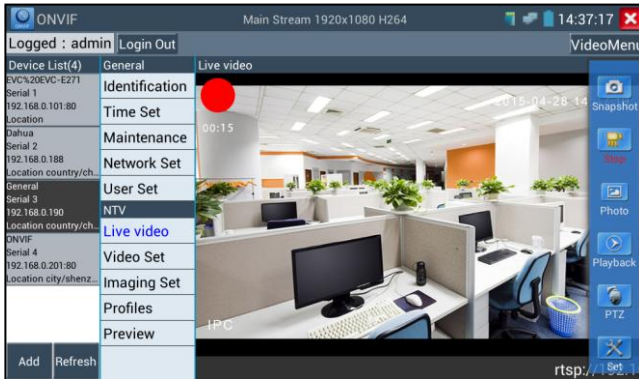 ONVIF
Main Stream 1920x1080 H264
14:37:17
Logged : admin
Login Out
VideoMenu
Device List(4)
EVC%20EVC-E271
Serial 1
192.168.0.101:80
Location
Dahua
Serial 2
192.168.0.188
Location country/ch...
General
Serial 3
192.168.0.190
Location country/ch...
ONVIF
Serial 4
192.168.0.201:80
Location city/shenz...
Add
Refresh
General
Identification
Time Set
Maintenance
Network Set
User Set
NTV
Live video
Video Set
Imaging Set
Profiles
Preview
Live video
2015-04-28 14
00:15
IPC
rtsp://192.1
Snapshot
Stop
Photo
Playback
PTZ
Set